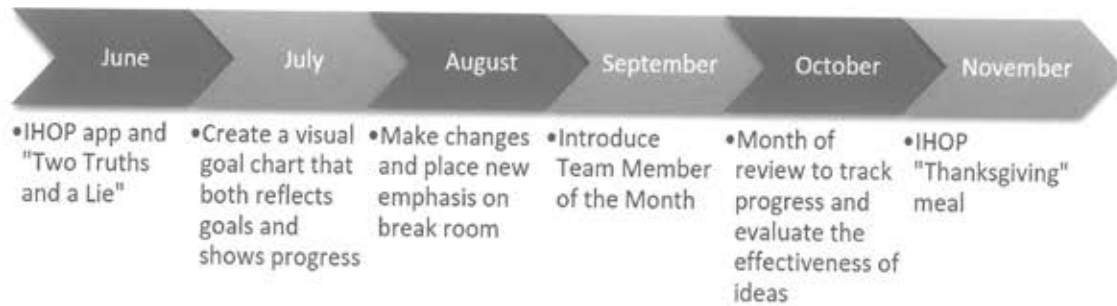 June
July
August
September
October
November
•IHOP app and
"Two Truths
and a Lie"
•Create a visual
goal chart that
both reflects
goals and
shows progress
•Make changes
and place new
emphasis on
break room
•Introduce
Team Member
of the Month
•Month of
review to track
progress and
evaluate the
effectiveness of
ideas
•IHOP
"Thanksgiving"
meal